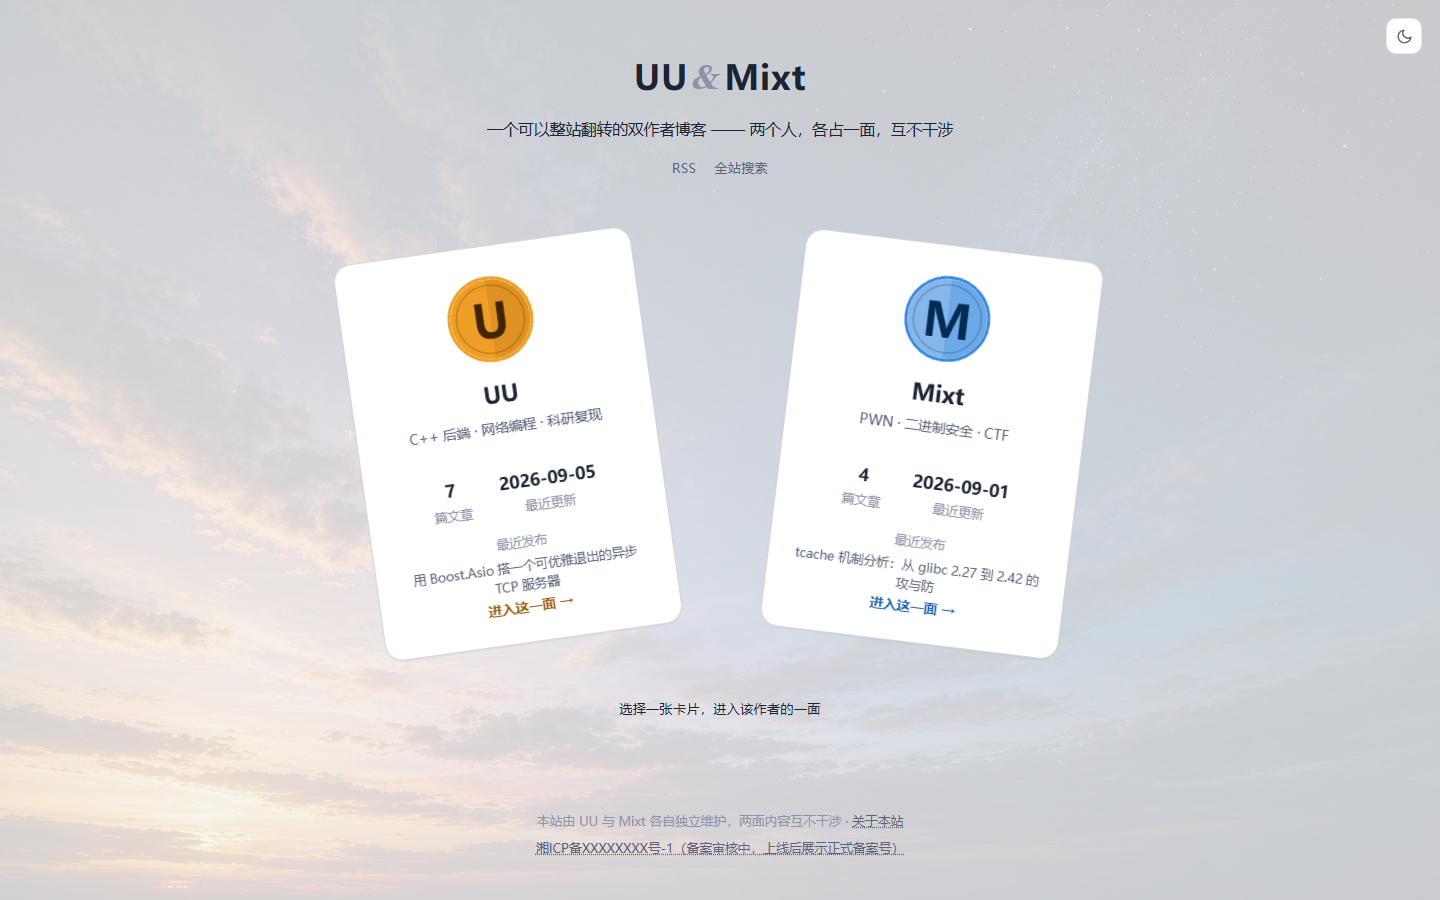 UU & Mixt
一个可以整站翻转的双作者博客 —— 两个人，各占一面，互不干涉
RSS 全站搜索
U
UU
C++ 后端 · 网络编程 · 科研复现
7 2026-09-05
篇文章 最近更新
最近发布
用 Boost.Asio 搭一个可优雅退出的异步
TCP 服务器
进入这一面 →
M
Mixt
PWN · 二进制安全 · CTF
4 2026-09-01
篇文章 最近更新
最近发布
tcache 机制分析：从 glibc 2.27 到 2.42 的
攻与防
进入这一面 →
选择一张卡片，进入该作者的一面
本站由 UU 与 Mixt 各自独立维护，两面内容互不干涉 · 关于本站
湘ICP备XXXXXXXX号-1（备案审核中，上线后展示正式备案号）